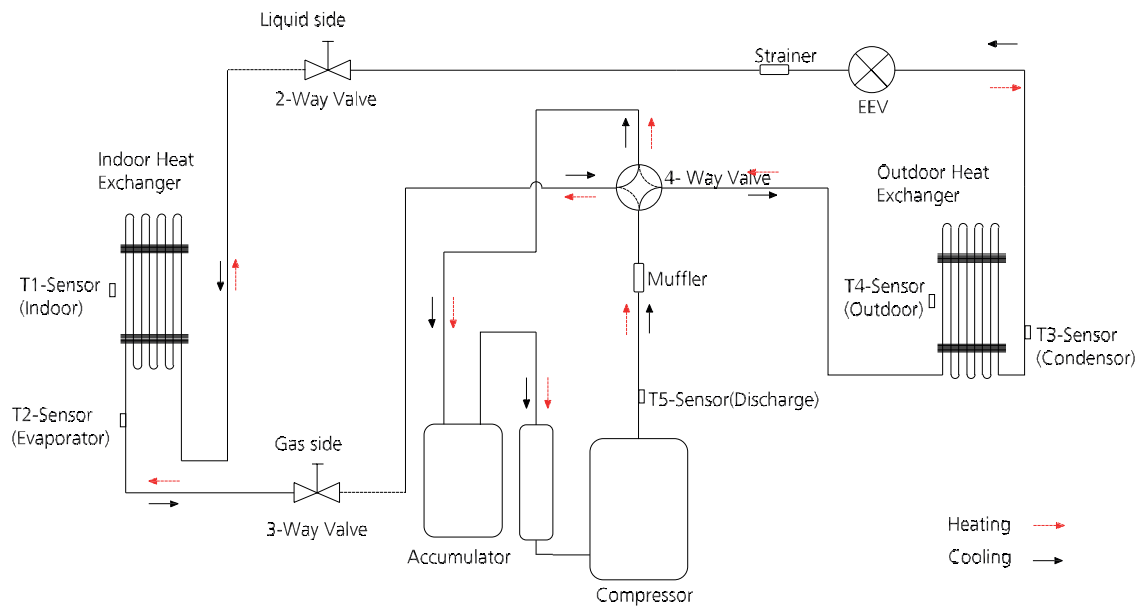 Liquid side
2-Way Valve
Strainer
EEV
Indoor Heat
Exchanger
4- Way Valve
Outdoor Heat
Exchanger
T1-Sensor
(Indoor)
Muffler
T4-Sensor
(Outdoor)
T3-Sensor
(Condensor)
T2-Sensor
(Evaporator)
T5-Sensor(Discharge)
Gas side
3-Way Valve
Accumulator
Compressor
Heating
Cooling